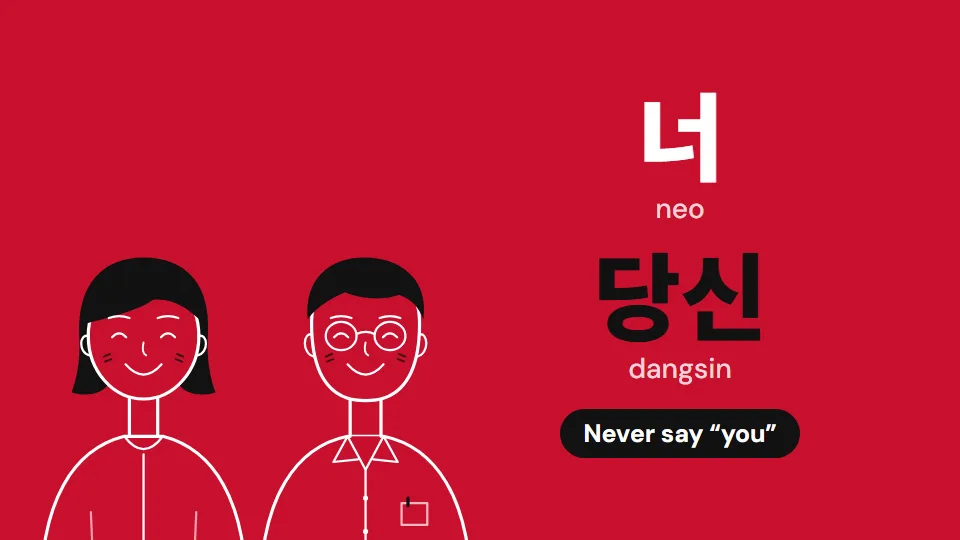 너
neo
당신
dangsin
Never say “you”